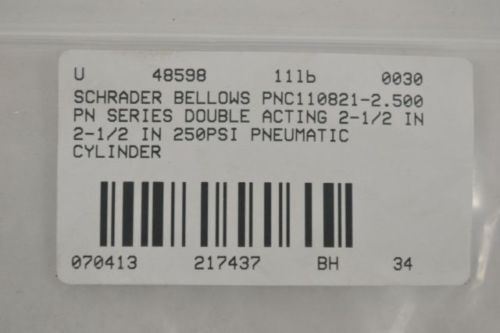 U 48598 11lb 0030
SCHRADER BELLOWS PNC110821-2.500
PN SERIES DOUBLE ACTING 2-1/2 IN
2-1/2 IN 250PSI PNEUMATIC
CYLINDER
070413 217437 BH 34